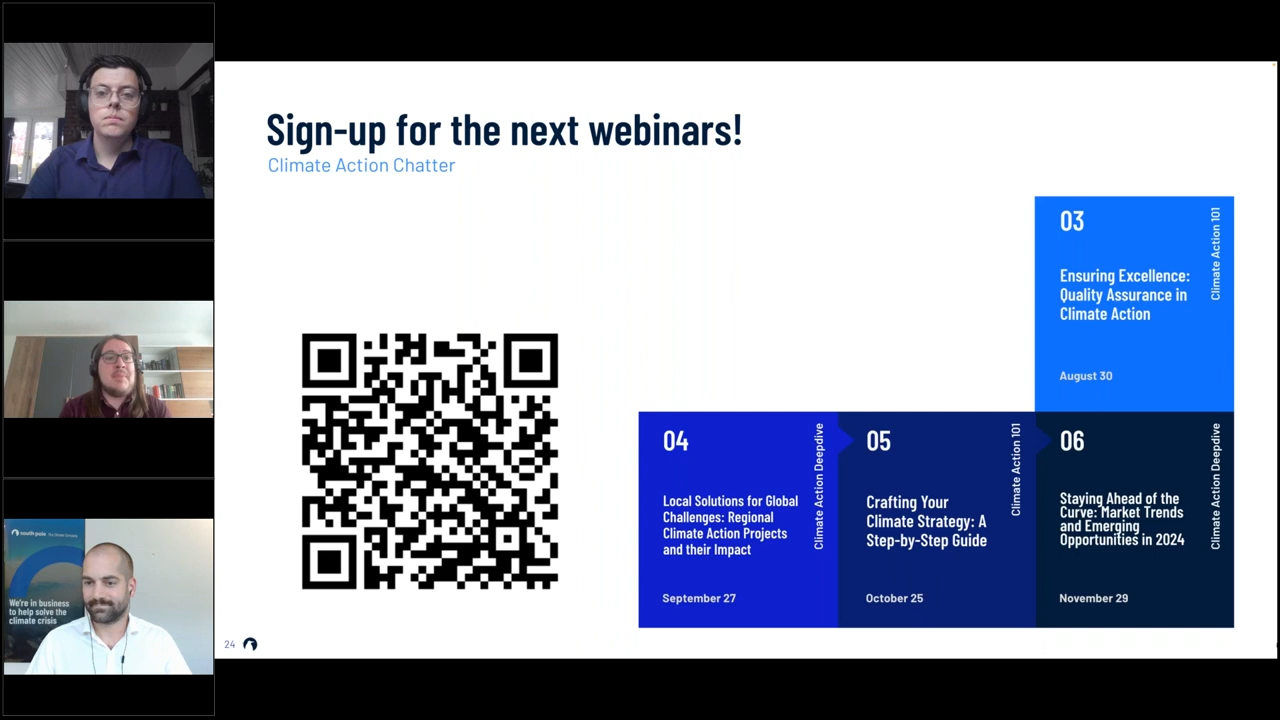 Sign-up for the next webinars!
Climate Action Chatter
03
Climate Action 101
Ensuring Excellence:
Quality Assurance in
Climate Action
August 30
04
Climate Action Deepdive
Local Solutions for Global
Challenges: Regional
Climate Action Projects
and their Impact
September 27
05
Climate Action 101
Crafting Your
Climate Strategy: A
Step-by-Step Guide
October 25
06
Climate Action Deepdive
Staying Ahead of the
Curve: Market Trends
and Emerging
Opportunities in 2024
November 29
24
south pole The Climate Company
We're in business
to help solve the
climate crisis